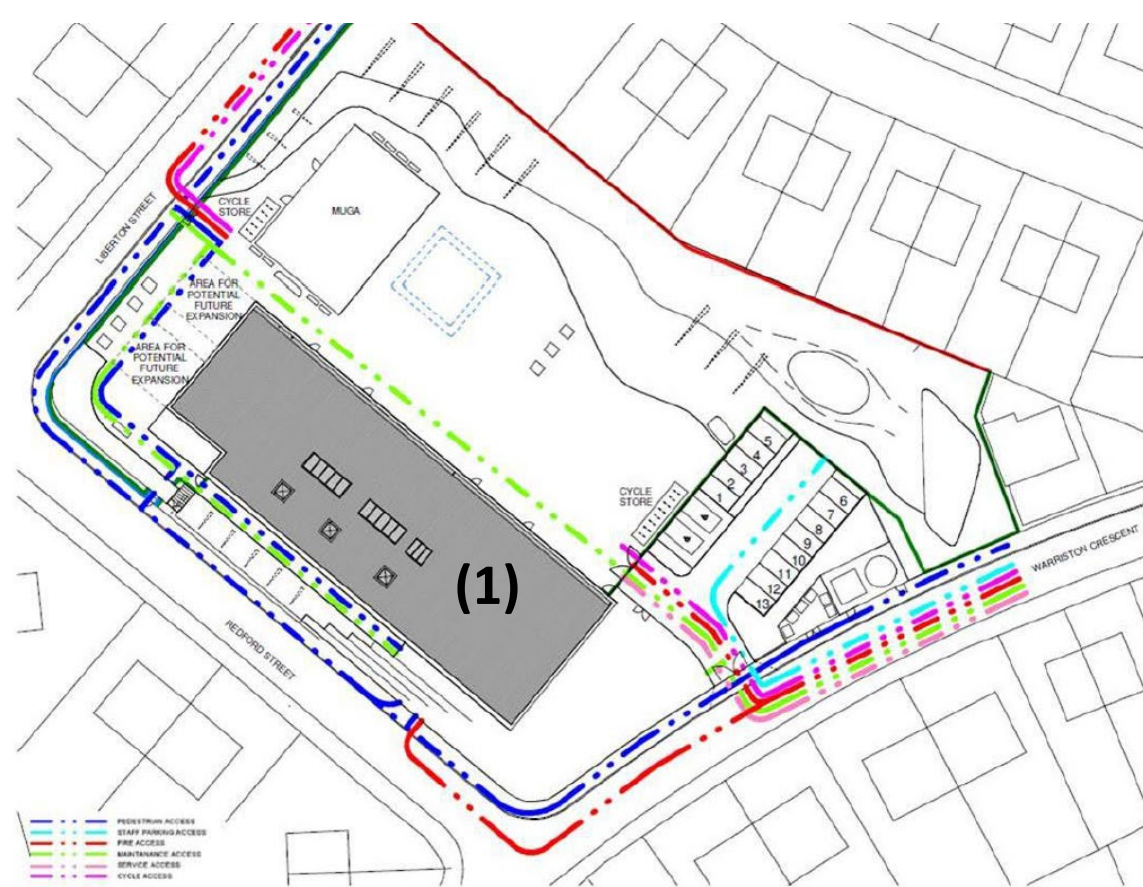 LIBERTON STREET
CYCLE
STORE
MUGA
AREA FOR
POTENTIAL
FUTURE
EXPANSION
AREA FOR
POTENTIAL
FUTURE
EXPANSION
CYCLE
STORE
5
4
3
2
1
6
7
8
9
10
11
12
13
(1)
WARRISTON CRESCENT
REDFORD STREET
PEDESTRIAN ACCESS
STAFF PARKING ACCESS
FIRE ACCESS
MAINTANANCE ACCESS
SERVICE ACCESS
CYCLE ACCESS